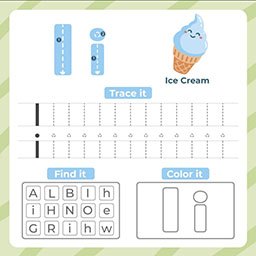 I i
Ice Cream
Trace it
I
i
Find it
Color it
A L B I h
i H N O e
G R i h w
I i